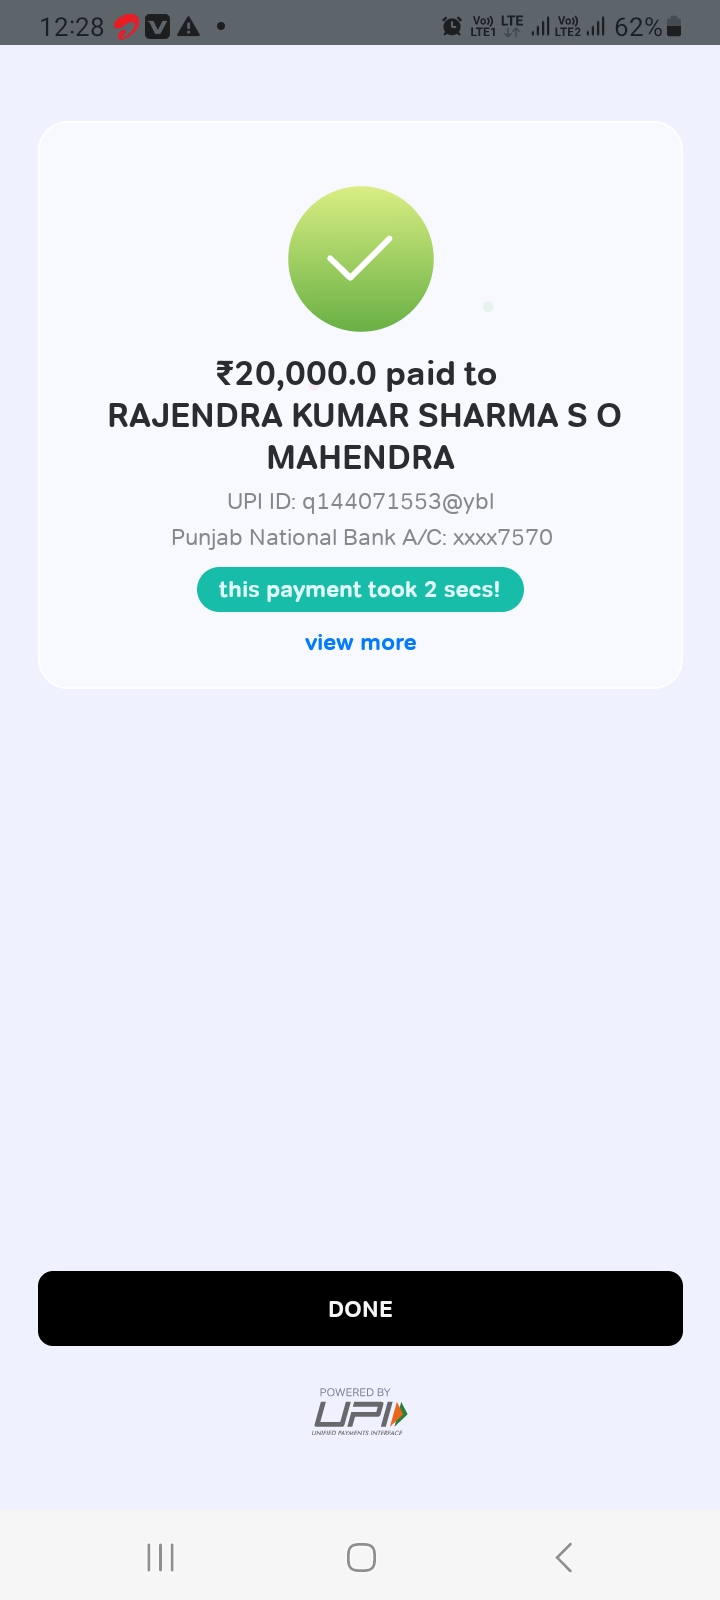 12:28
Vo)) LTE1 LTE Vo)) LTE2 62%
₹20,000.0 paid to
RAJENDRA KUMAR SHARMA S O
MAHENDRA
UPI ID: q144071553@ybl
Punjab National Bank A/C: xxxx7570
this payment took 2 secs!
view more
DONE
POWERED BY
UPI
UNIFIED PAYMENTS INTERFACE